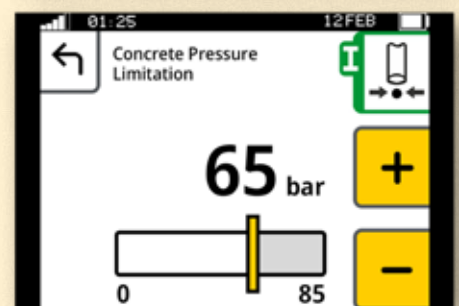 01:25 12FEB
Concrete Pressure
Limitation
I
65 bar
+
−
0 85